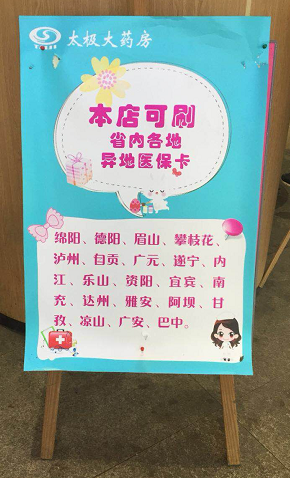 太极大药房
本店可刷
省内各地
异地医保卡
绵阳、德阳、眉山、攀枝花、
泸州、自贡、广元、遂宁、内
江、乐山、资阳、宜宾、南
充、达州、雅安、阿坝、甘
孜、凉山、广安、巴中。